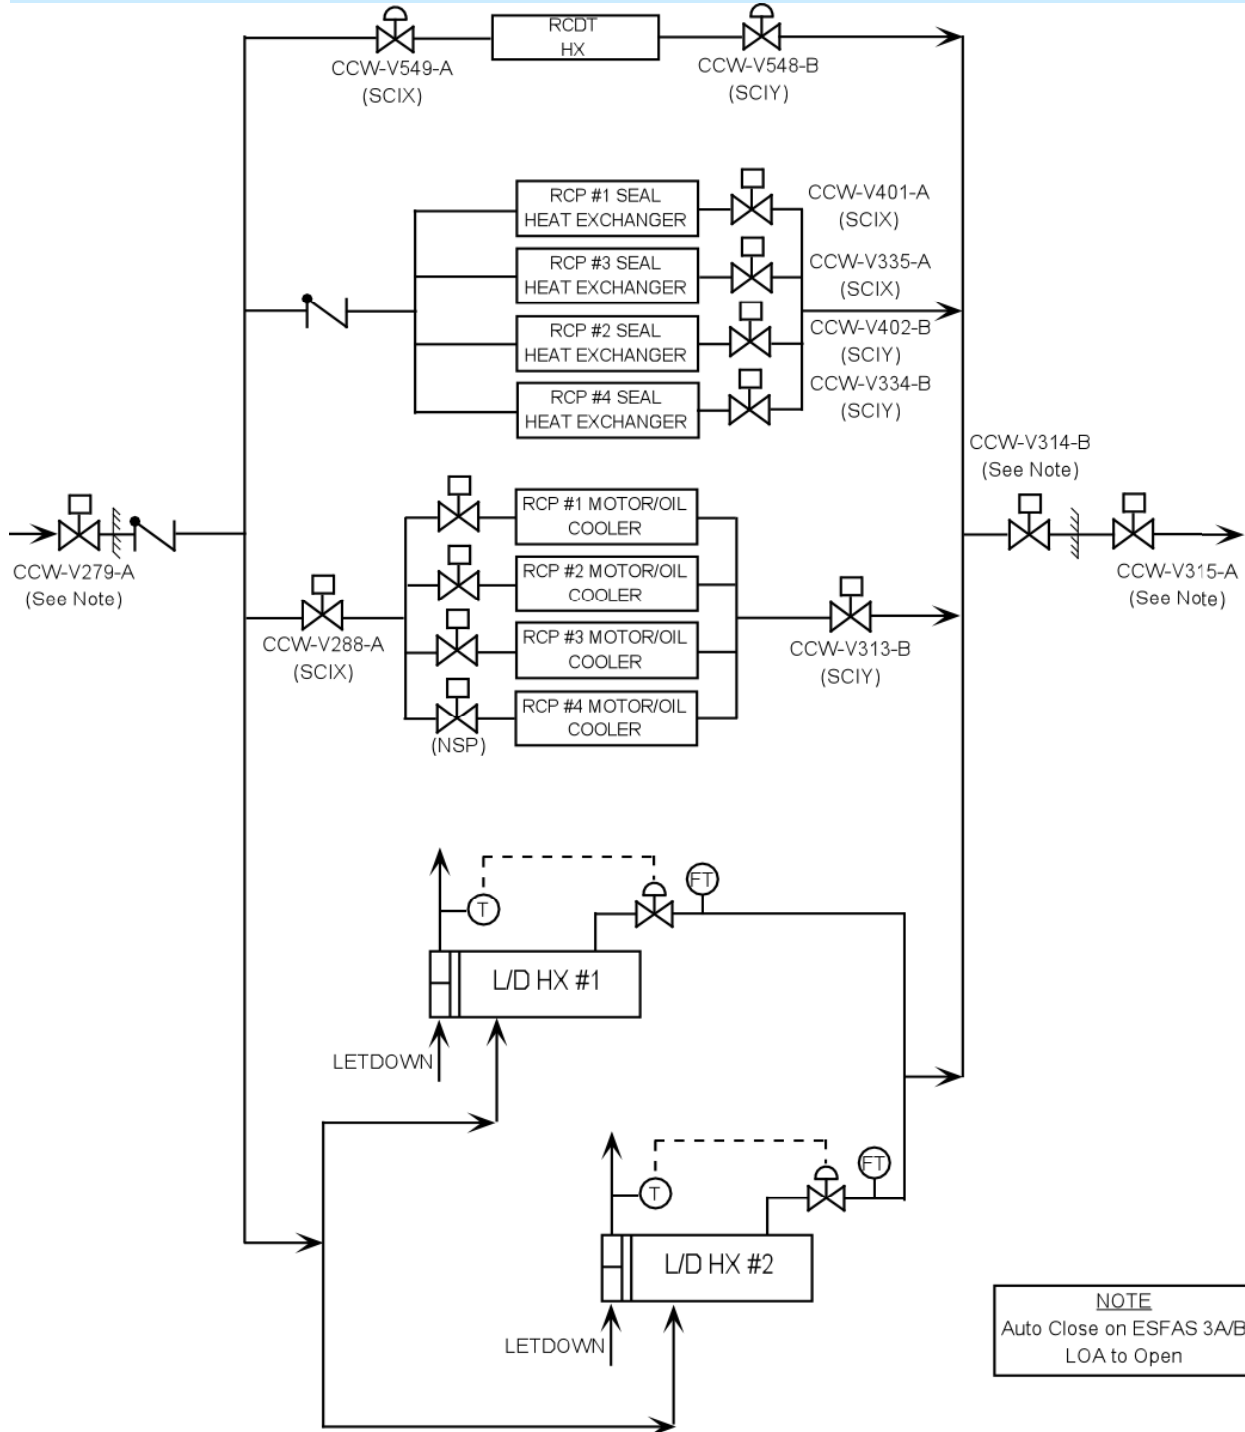 RCDT
HX
CCW-V549-A
(SCIX)
CCW-V548-B
(SCIY)
RCP #1 SEAL
HEAT EXCHANGER
CCW-V401-A
(SCIX)
RCP #3 SEAL
HEAT EXCHANGER
CCW-V335-A
(SCIX)
RCP #2 SEAL
HEAT EXCHANGER
CCW-V402-B
(SCIY)
RCP #4 SEAL
HEAT EXCHANGER
CCW-V334-B
(SCIY)
CCW-V314-B
(See Note)
CCW-V279-A
(See Note)
CCW-V315-A
(See Note)
RCP #1 MOTOR/OIL
COOLER
RCP #2 MOTOR/OIL
COOLER
RCP #3 MOTOR/OIL
COOLER
RCP #4 MOTOR/OIL
COOLER
CCW-V288-A
(SCIX)
CCW-V313-B
(SCIY)
(NSP)
FT
T
L/D HX #1
LETDOWN
FT
T
L/D HX #2
LETDOWN
NOTE
Auto Close on ESFAS 3A/B
LOA to Open